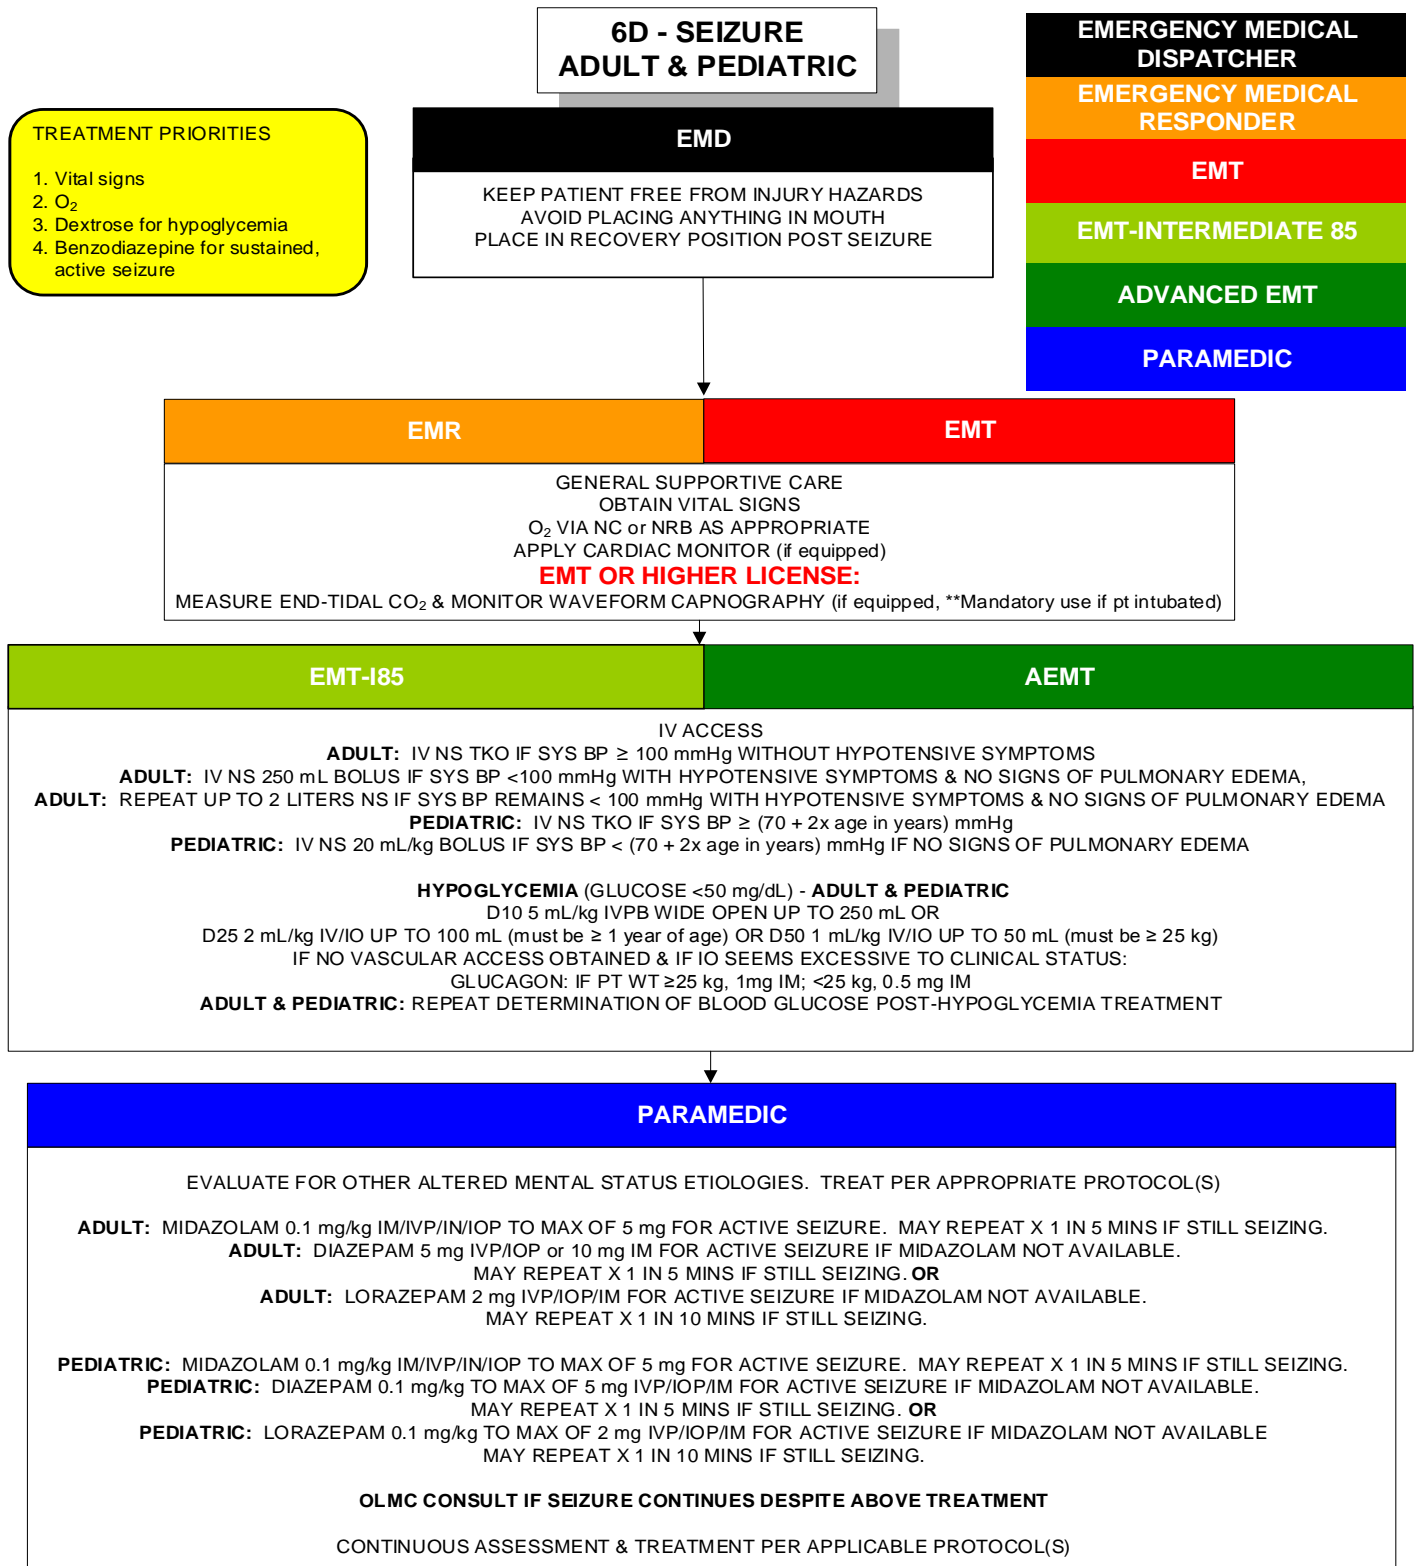 6D - SEIZURE
ADULT & PEDIATRIC
EMERGENCY MEDICAL
DISPATCHER
EMERGENCY MEDICAL
RESPONDER
EMT
EMT-INTERMEDIATE 85
ADVANCED EMT
PARAMEDIC
TREATMENT PRIORITIES
1. Vital signs
2. O₂
3. Dextrose for hypoglycemia
4. Benzodiazepine for sustained,
active seizure
EMD
KEEP PATIENT FREE FROM INJURY HAZARDS
AVOID PLACING ANYTHING IN MOUTH
PLACE IN RECOVERY POSITION POST SEIZURE
EMR
EMT
GENERAL SUPPORTIVE CARE
OBTAIN VITAL SIGNS
O₂ VIA NC or NRB AS APPROPRIATE
APPLY CARDIAC MONITOR (if equipped)
EMT OR HIGHER LICENSE:
MEASURE END-TIDAL CO₂ & MONITOR WAVEFORM CAPNOGRAPHY (if equipped, **Mandatory use if pt intubated)
EMT-I85
AEMT
IV ACCESS
ADULT: IV NS TKO IF SYS BP ≥ 100 mmHg WITHOUT HYPOTENSIVE SYMPTOMS
ADULT: IV NS 250 mL BOLUS IF SYS BP <100 mmHg WITH HYPOTENSIVE SYMPTOMS & NO SIGNS OF PULMONARY EDEMA,
ADULT: REPEAT UP TO 2 LITERS NS IF SYS BP REMAINS < 100 mmHg WITH HYPOTENSIVE SYMPTOMS & NO SIGNS OF PULMONARY EDEMA
PEDIATRIC: IV NS TKO IF SYS BP ≥ (70 + 2x age in years) mmHg
PEDIATRIC: IV NS 20 mL/kg BOLUS IF SYS BP < (70 + 2x age in years) mmHg IF NO SIGNS OF PULMONARY EDEMA
HYPOGLYCEMIA (GLUCOSE <50 mg/dL) - ADULT & PEDIATRIC
D10 5 mL/kg IVPB WIDE OPEN UP TO 250 mL OR
D25 2 mL/kg IV/IO UP TO 100 mL (must be ≥ 1 year of age) OR D50 1 mL/kg IV/IO UP TO 50 mL (must be ≥ 25 kg)
IF NO VASCULAR ACCESS OBTAINED & IF IO SEEMS EXCESSIVE TO CLINICAL STATUS:
GLUCAGON: IF PT WT ≥25 kg, 1mg IM; <25 kg, 0.5 mg IM
ADULT & PEDIATRIC: REPEAT DETERMINATION OF BLOOD GLUCOSE POST-HYPOGLYCEMIA TREATMENT
PARAMEDIC
EVALUATE FOR OTHER ALTERED MENTAL STATUS ETIOLOGIES. TREAT PER APPROPRIATE PROTOCOL(S)
ADULT: MIDAZOLAM 0.1 mg/kg IM/IVP/IN/IOP TO MAX OF 5 mg FOR ACTIVE SEIZURE. MAY REPEAT X 1 IN 5 MINS IF STILL SEIZING.
ADULT: DIAZEPAM 5 mg IVP/IOP or 10 mg IM FOR ACTIVE SEIZURE IF MIDAZOLAM NOT AVAILABLE.
MAY REPEAT X 1 IN 5 MINS IF STILL SEIZING. OR
ADULT: LORAZEPAM 2 mg IVP/IOP/IM FOR ACTIVE SEIZURE IF MIDAZOLAM NOT AVAILABLE.
MAY REPEAT X 1 IN 10 MINS IF STILL SEIZING.
PEDIATRIC: MIDAZOLAM 0.1 mg/kg IM/IVP/IN/IOP TO MAX OF 5 mg FOR ACTIVE SEIZURE. MAY REPEAT X 1 IN 5 MINS IF STILL SEIZING.
PEDIATRIC: DIAZEPAM 0.1 mg/kg TO MAX OF 5 mg IVP/IOP/IM FOR ACTIVE SEIZURE IF MIDAZOLAM NOT AVAILABLE.
MAY REPEAT X 1 IN 5 MINS IF STILL SEIZING. OR
PEDIATRIC: LORAZEPAM 0.1 mg/kg TO MAX OF 2 mg IVP/IOP/IM FOR ACTIVE SEIZURE IF MIDAZOLAM NOT AVAILABLE
MAY REPEAT X 1 IN 10 MINS IF STILL SEIZING.
OLMC CONSULT IF SEIZURE CONTINUES DESPITE ABOVE TREATMENT
CONTINUOUS ASSESSMENT & TREATMENT PER APPLICABLE PROTOCOL(S)